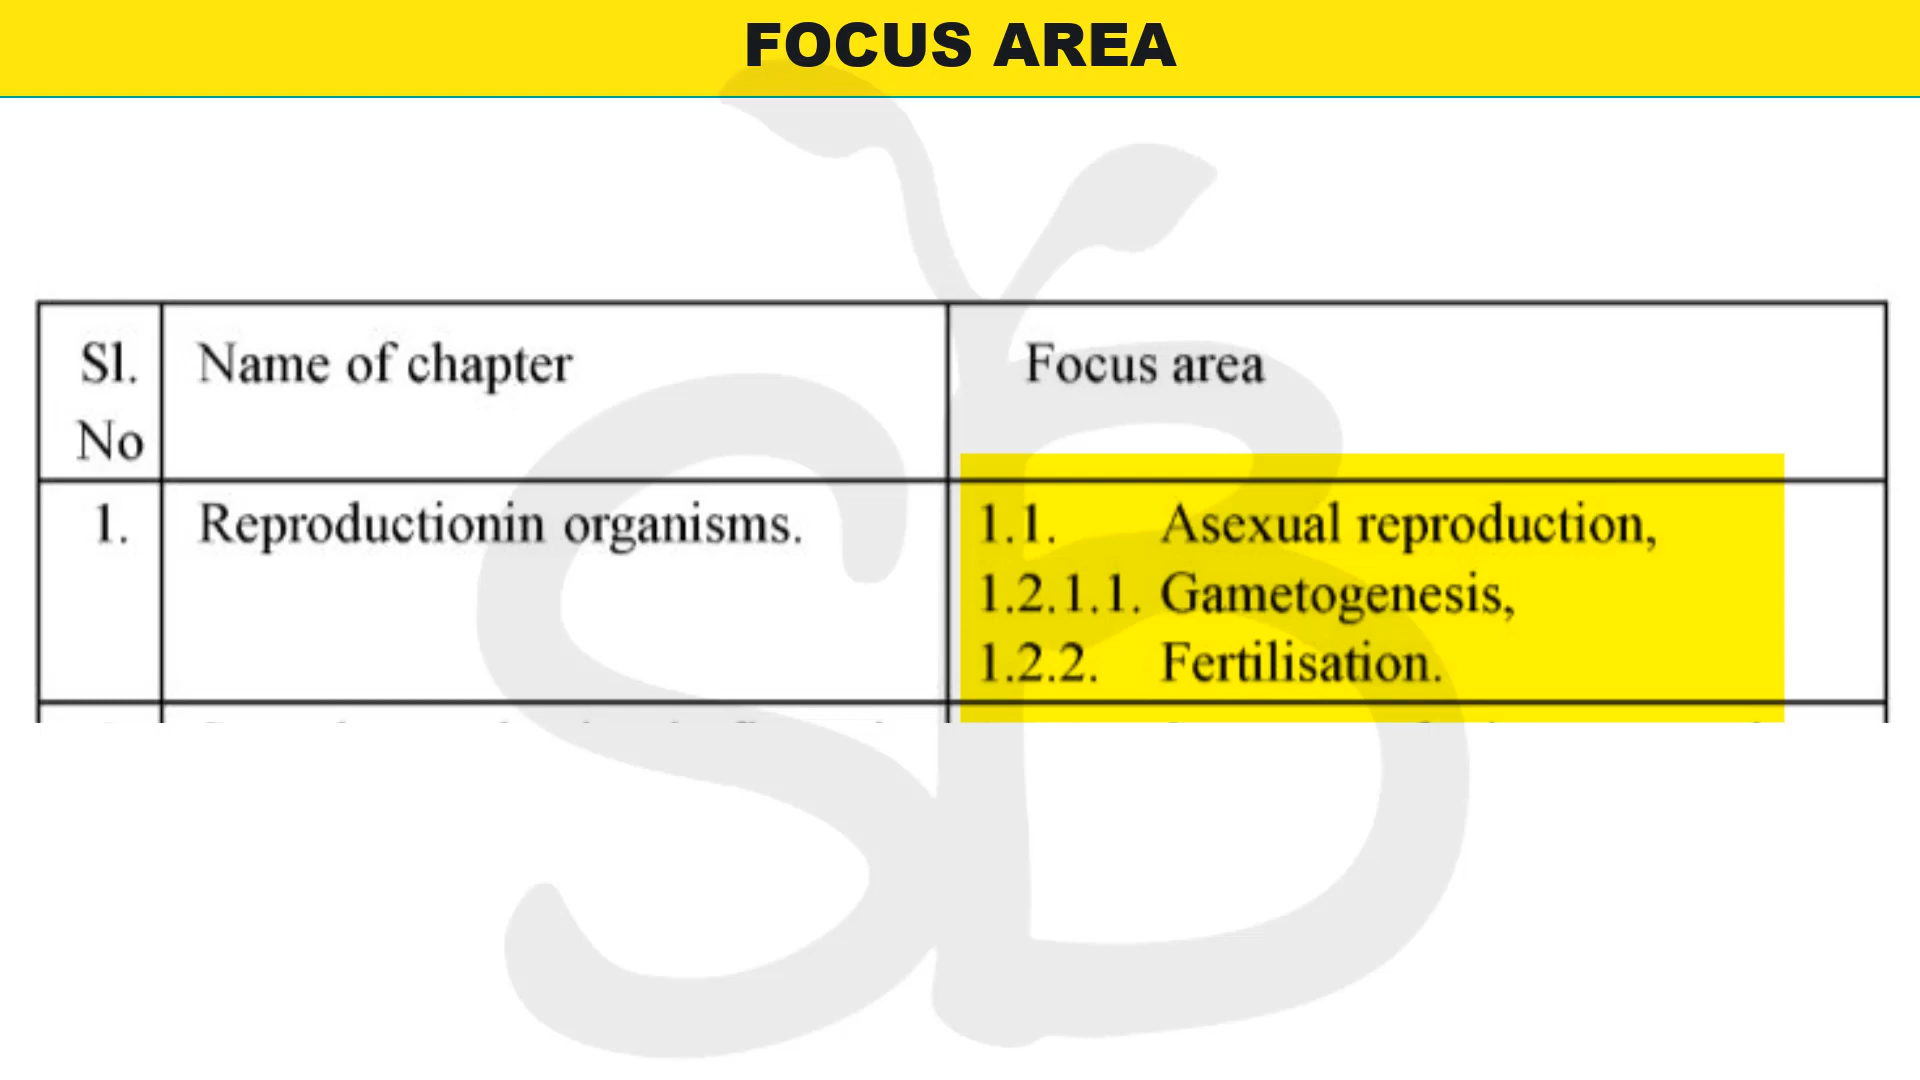 FOCUS AREA
Sl. No
Name of chapter
Focus area
1.
Reproductionin organisms.
1.1. Asexual reproduction,
1.2.1.1. Gametogenesis,
1.2.2. Fertilisation.
SB